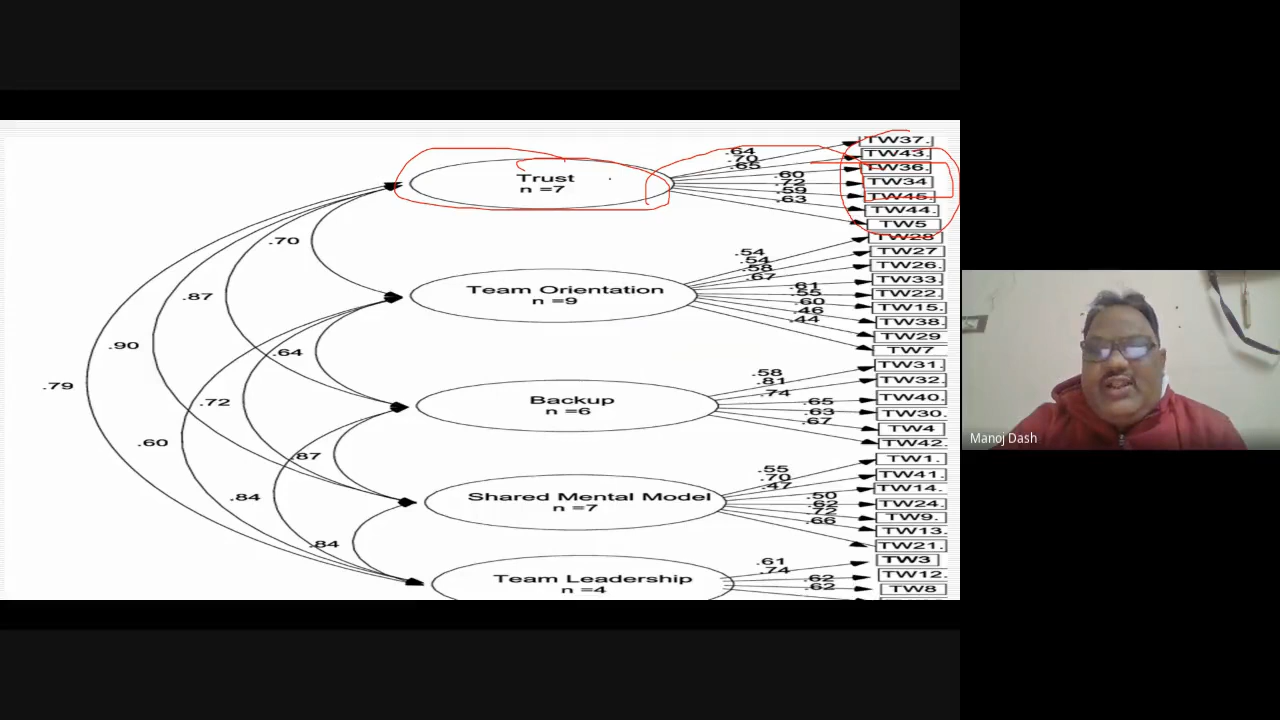 TW37.
.64
TW43.
.70
.65
TW36.
Trust
.60
TW34
.72
n =7
.59
TW45.
.63
TW44.
TW5
TW28
.70
.54
TW27
.54
.58
TW26.
.67
TW33
Team Orientation
.61
TW22.
.87
n =9
.55
.60
TW15.
.46
.44
TW38.
TW29
.90
.64
TW7
.58
TW31.
.79
.81
TW32.
.74
.72
Backup
.65
TW40.
n =6
.63
TW30.
.67
TW4
.60
TW42.
.87
TW1.
.55
.70
TW41.
.47
TW14.
.84
Shared Mental Model
.50
.62
TW24.
n =7
.72
TW9.
.66
TW13.
.84
TW21.
.61
TW3
.74
Team Leadership
.62
TW12.
n =4
.62
TW8
Manoj Dash